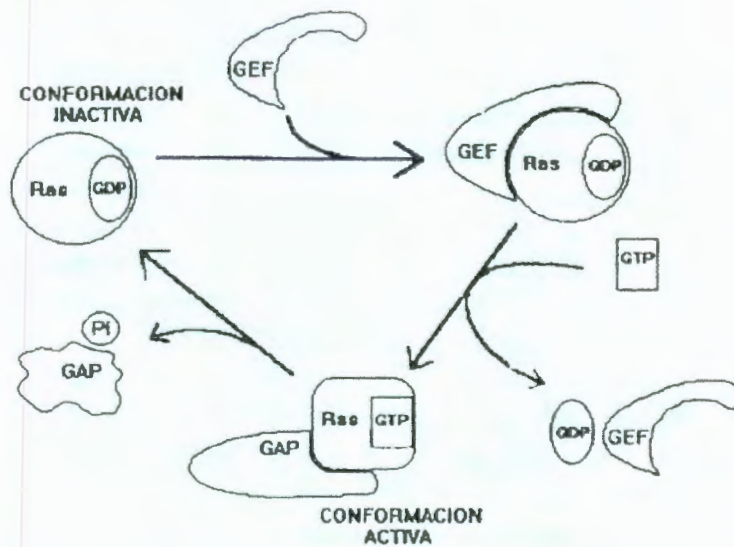 GEF
CONFORMACION
INACTIVA
Ras
GDP
GEF
Ras
GDP
GTP
Pi
GAP
Ras
GTP
GAP
GDP
GEF
CONFORMACION
ACTIVA